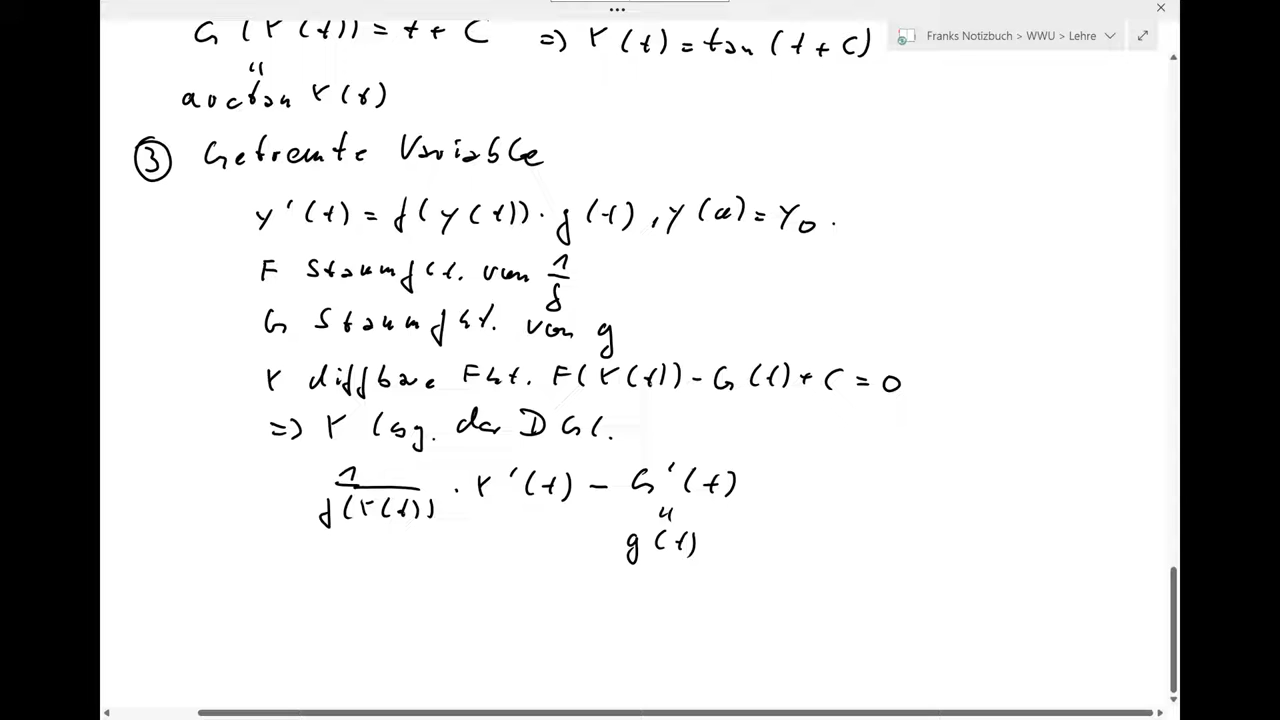 Franks Notizbuch > WWU > Lehre
G(Y(t)) = t + C => Y(t) = tan(t + C)
"
arctan Y(t)
③ Getrennte Variable
y'(t) = f(y(t)) · g(t), y(a) = y₀.
F Stammfkt. von 1/f
G Stammfkt. von g
Y diffbare Fkt. F(Y(t)) - G(t) + C = 0
=> Y Lsg. der DGL.
1/f(Y(t)) · Y'(t) - G'(t)
"
g(t)